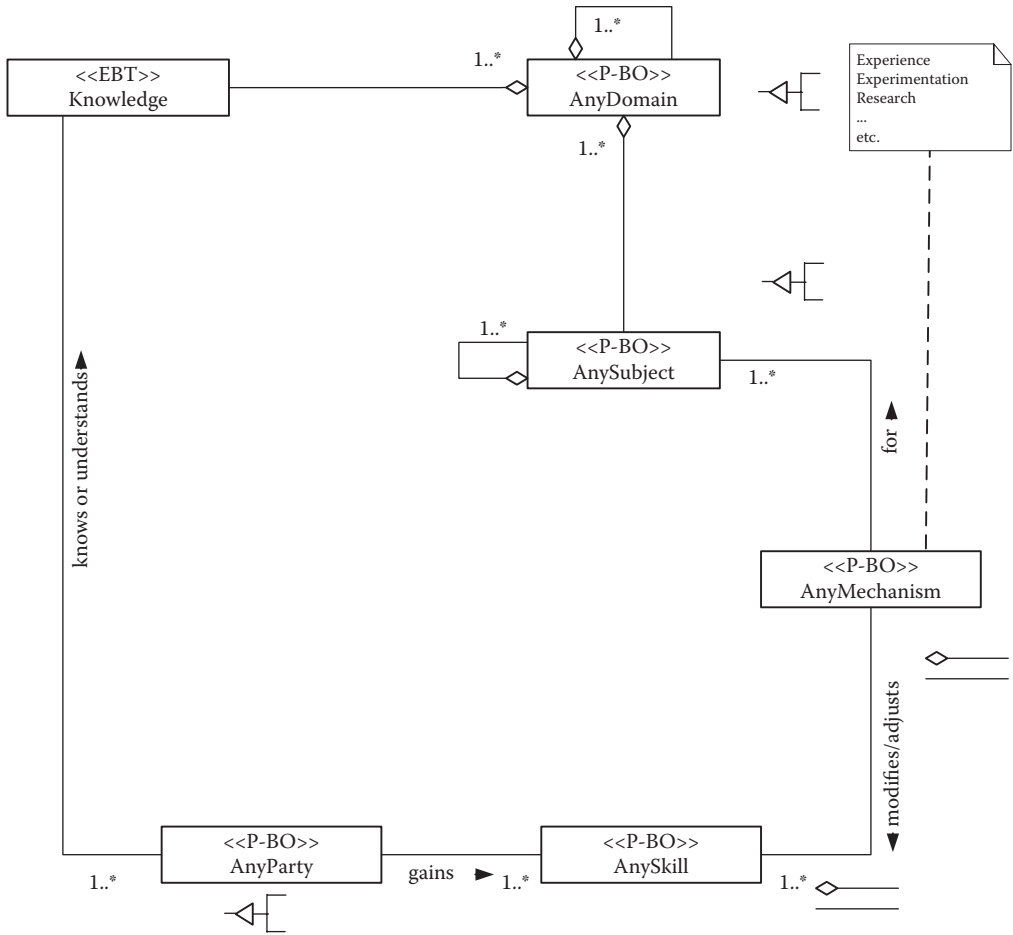 1..*
<<EBT>>
Knowledge
1..*
<<P-BO>>
AnyDomain
1..*
Experience
Experimentation
Research
...
etc.
1..*
<<P-BO>>
AnySubject
1..*
knows or understands
for
<<P-BO>>
AnyMechanism
modifies/adjusts
<<P-BO>>
AnyParty
1..*
gains
1..*
<<P-BO>>
AnySkill
1..*